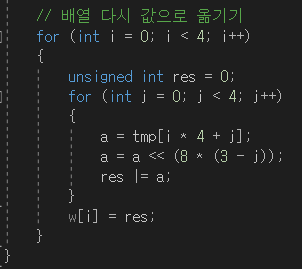 // 배열 다시 값으로 옮기기
for (int i = 0; i < 4; i++)
{
unsigned int res = 0;
for (int j = 0; j < 4; j++)
{
a = tmp[i * 4 + j];
a = a << (8 * (3 - j));
res |= a;
}
w[i] = res;
}
}